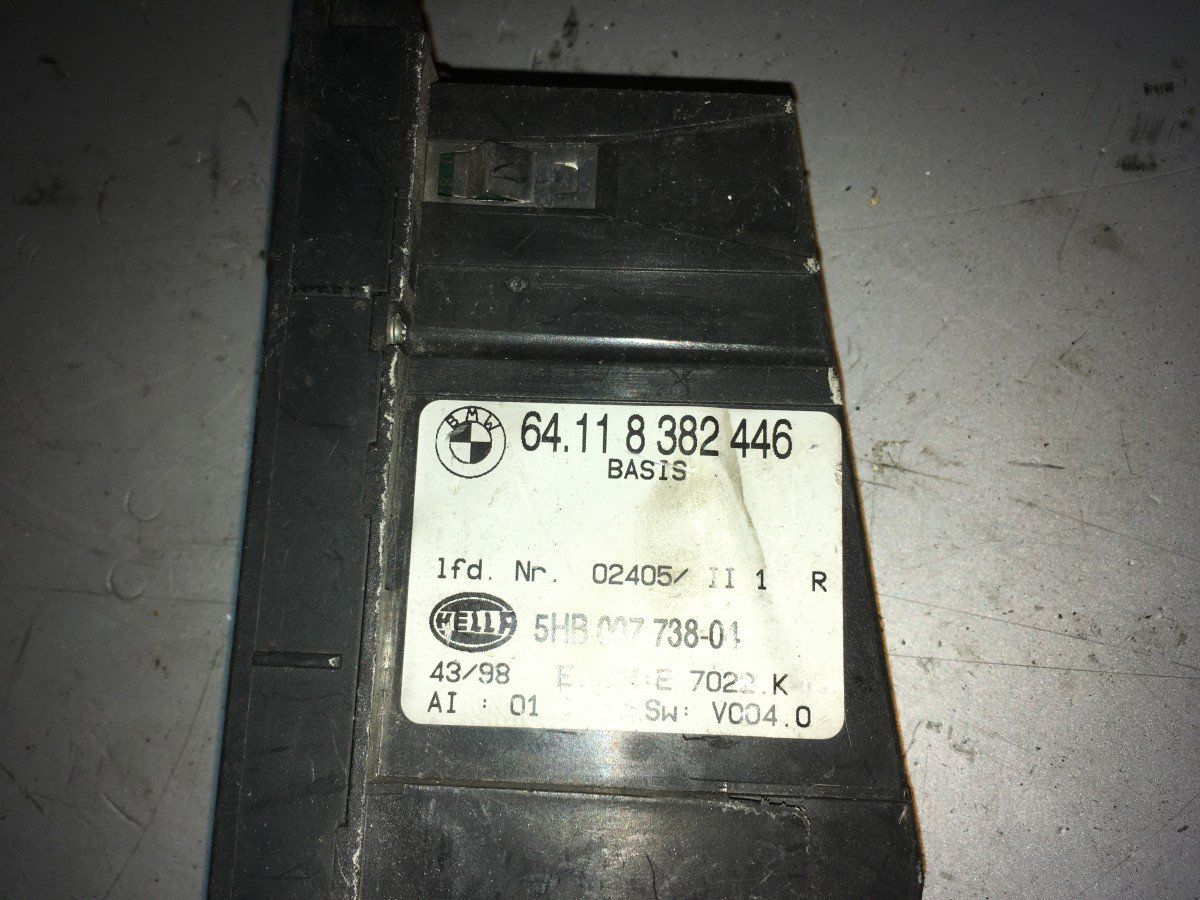 BMW 64.11 8 382 446
BASIS
lfd. Nr. 02405/ II 1 R
HELLA 5HB 007 738-04
43/98 7022.K
AI : 01 Sw: V004.0